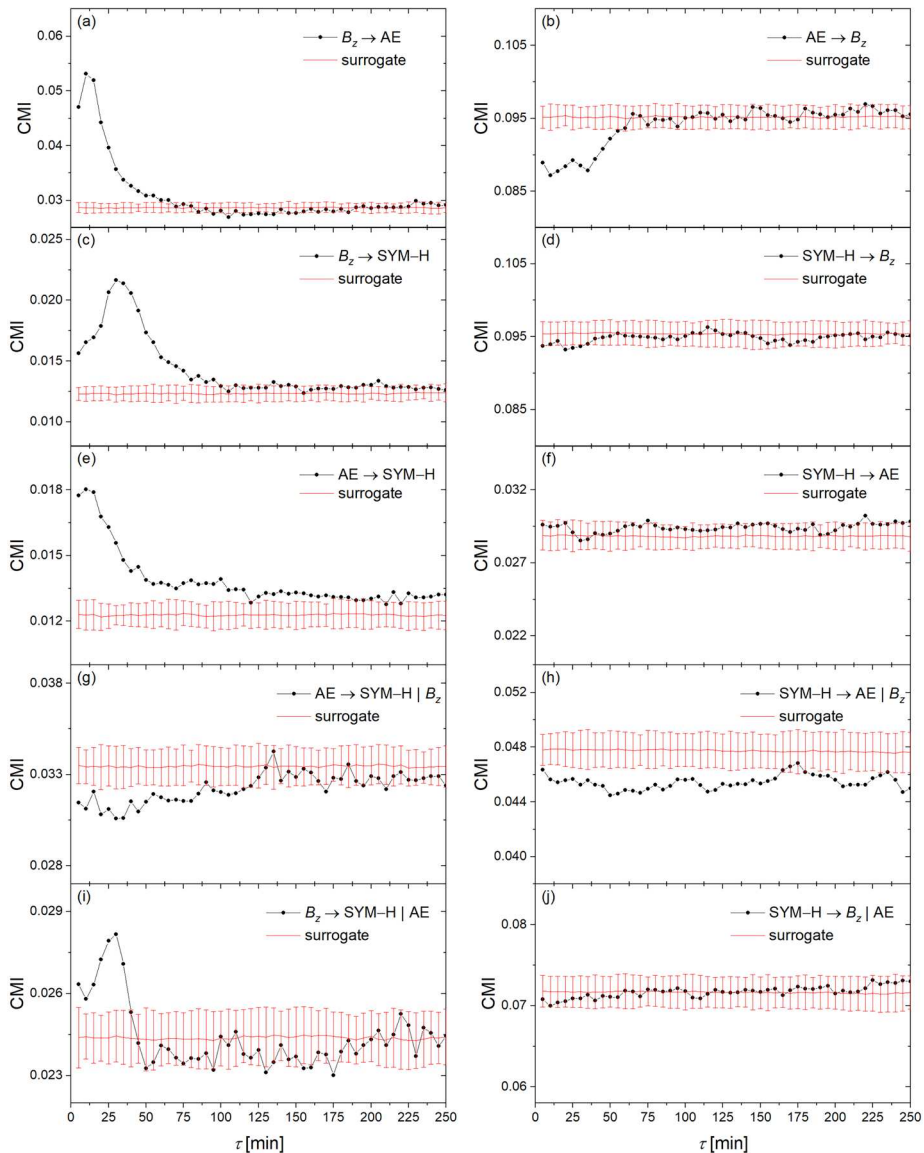 (a)
B_z → AE
surrogate
CMI
0.06
0.05
0.04
0.03
(b)
AE → B_z
surrogate
CMI
0.105
0.095
0.085
(c)
B_z → SYM–H
surrogate
CMI
0.025
0.020
0.015
0.010
(d)
SYM–H → B_z
surrogate
CMI
0.105
0.095
0.085
(e)
AE → SYM–H
surrogate
CMI
0.018
0.015
0.012
(f)
SYM–H → AE
surrogate
CMI
0.032
0.027
0.022
(g)
AE → SYM–H | B_z
surrogate
CMI
0.038
0.033
0.028
(h)
SYM–H → AE | B_z
surrogate
CMI
0.052
0.048
0.044
0.040
(i)
B_z → SYM–H | AE
surrogate
CMI
0.029
0.026
0.023
(j)
SYM–H → B_z | AE
surrogate
CMI
0.08
0.07
0.06
0 25 50 75 100 125 150 175 200 225 250
τ [min]
0 25 50 75 100 125 150 175 200 225 250
τ [min]